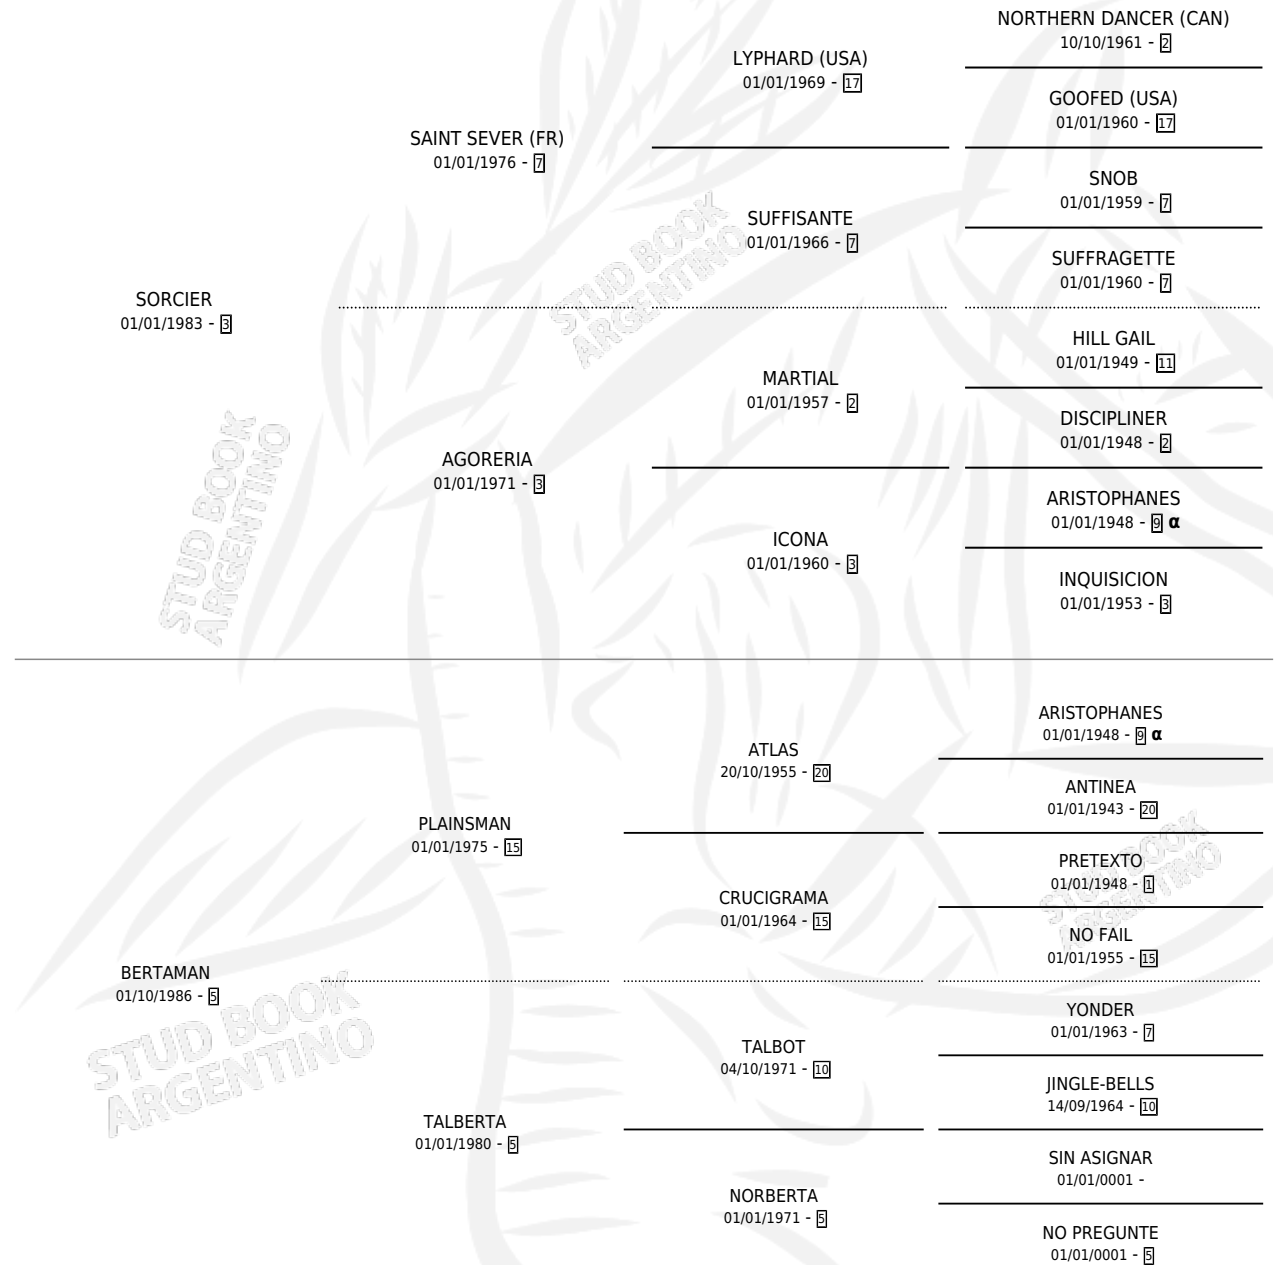 NORTHERN DANCER (CAN)
10/10/1961 - 2
LYPHARD (USA)
01/01/1969 - 17
GOOFED (USA)
01/01/1960 - 17
SAINT SEVER (FR)
01/01/1976 - 7
SNOB
01/01/1959 - 7
SUFFISANTE
01/01/1966 - 7
SUFFRAGETTE
01/01/1960 - 7
SORCIER
01/01/1983 - 3
HILL GAIL
01/01/1949 - 11
MARTIAL
01/01/1957 - 2
DISCIPLINER
01/01/1948 - 2
AGORERIA
01/01/1971 - 3
ARISTOPHANES
01/01/1948 - 9 α
ICONA
01/01/1960 - 3
INQUISICION
01/01/1953 - 3
ARISTOPHANES
01/01/1948 - 9 α
ATLAS
20/10/1955 - 20
ANTINEA
01/01/1943 - 20
PLAINSMAN
01/01/1975 - 15
PRETEXTO
01/01/1948 - 1
CRUCIGRAMA
01/01/1964 - 15
NO FAIL
01/01/1955 - 15
BERTAMAN
01/10/1986 - 5
YONDER
01/01/1963 - 7
TALBOT
04/10/1971 - 10
JINGLE-BELLS
14/09/1964 - 10
TALBERTA
01/01/1980 - 5
SIN ASIGNAR
01/01/0001 -
NORBERTA
01/01/1971 - 5
NO PREGUNTE
01/01/0001 - 5
STUD BOOK
ARGENTINO
STUD BOOK
ARGENTINO
STUD BOOK
ARGENTINO
STUD BOOK
ARGENTINO